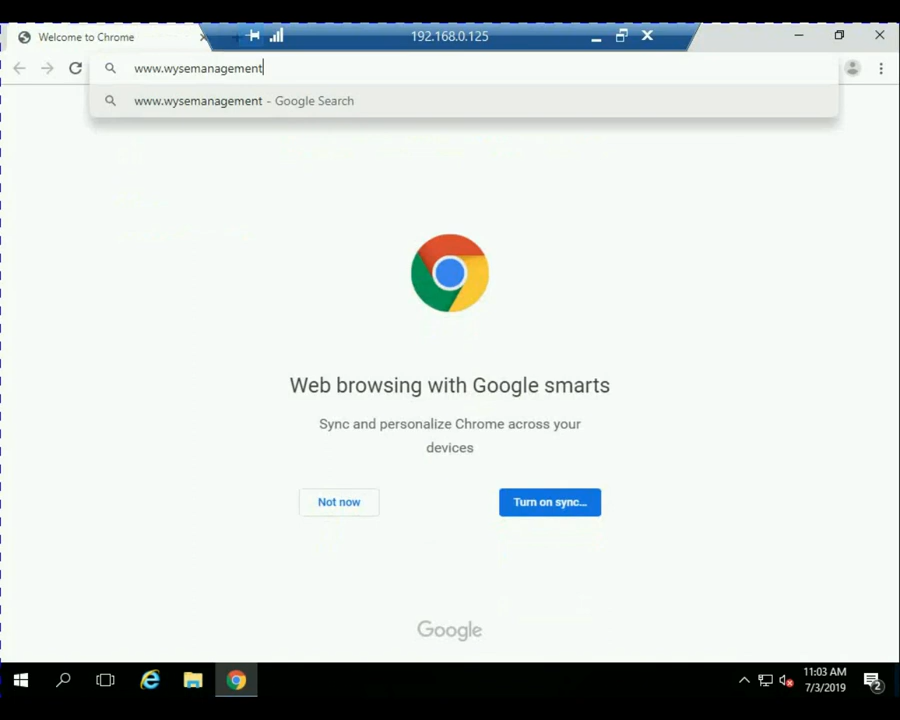 Welcome to Chrome
192.168.0.125
www.wysemanagement
www.wysemanagement - Google Search
Web browsing with Google smarts
Sync and personalize Chrome across your
devices
Not now
Turn on sync...
Google
11:03 AM
7/3/2019
2